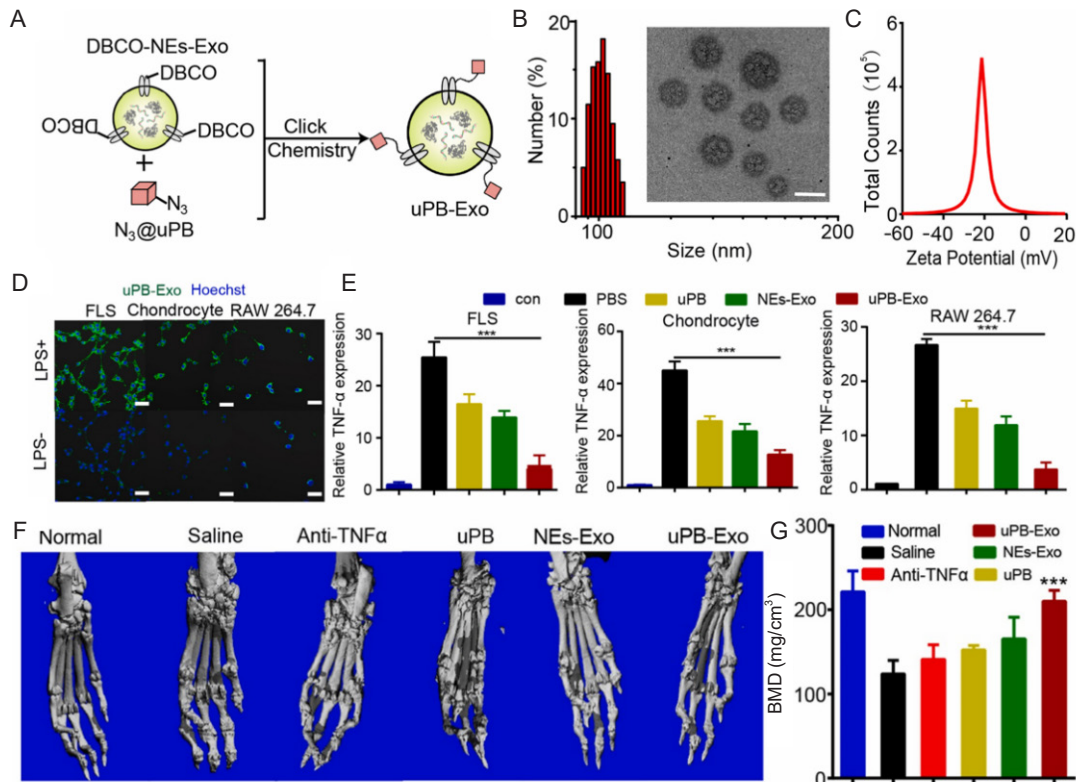 A
DBCO-NEs-Exo
DBCO
DBCO
DBCO
+
N3
N3@uPB
Click
Chemistry
uPB-Exo
B
Number (%)
20
15
10
5
0
100
200
Size (nm)
C
Total Counts (10^5)
6
4
2
0
-60 -40 -20 0 20
Zeta Potential (mV)
D
uPB-Exo Hoechst
FLS Chondrocyte RAW 264.7
LPS+
LPS-
E
con PBS uPB NEs-Exo uPB-Exo
FLS
***
Relative TNF-α expression
30
20
10
0
Chondrocyte
***
Relative TNF-α expression
60
40
20
0
RAW 264.7
***
Relative TNF-α expression
30
20
10
0
F
Normal Saline Anti-TNFα uPB NEs-Exo uPB-Exo
G
BMD (mg/cm3)
300
200
100
0
Normal uPB-Exo
Saline NEs-Exo
Anti-TNFα uPB
***